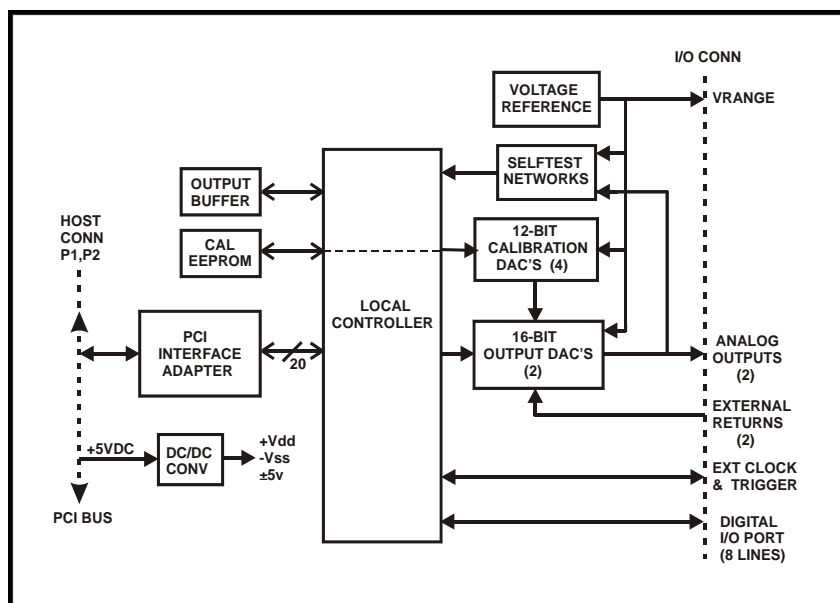 I/O CONN
VOLTAGE
REFERENCE
VRANGE
SELFTEST
NETWORKS
OUTPUT
BUFFER
HOST
CONN
P1,P2
CAL
EEPROM
12-BIT
CALIBRATION
DAC'S (4)
LOCAL
CONTROLLER
PCI
INTERFACE
ADAPTER
20
16-BIT
OUTPUT DAC'S
(2)
ANALOG
OUTPUTS
(2)
EXTERNAL
RETURNS
(2)
+5VDC
DC/DC
CONV
+Vdd
-Vss
±5v
EXT CLOCK
& TRIGGER
PCI BUS
DIGITAL
I/O PORT
(8 LINES)